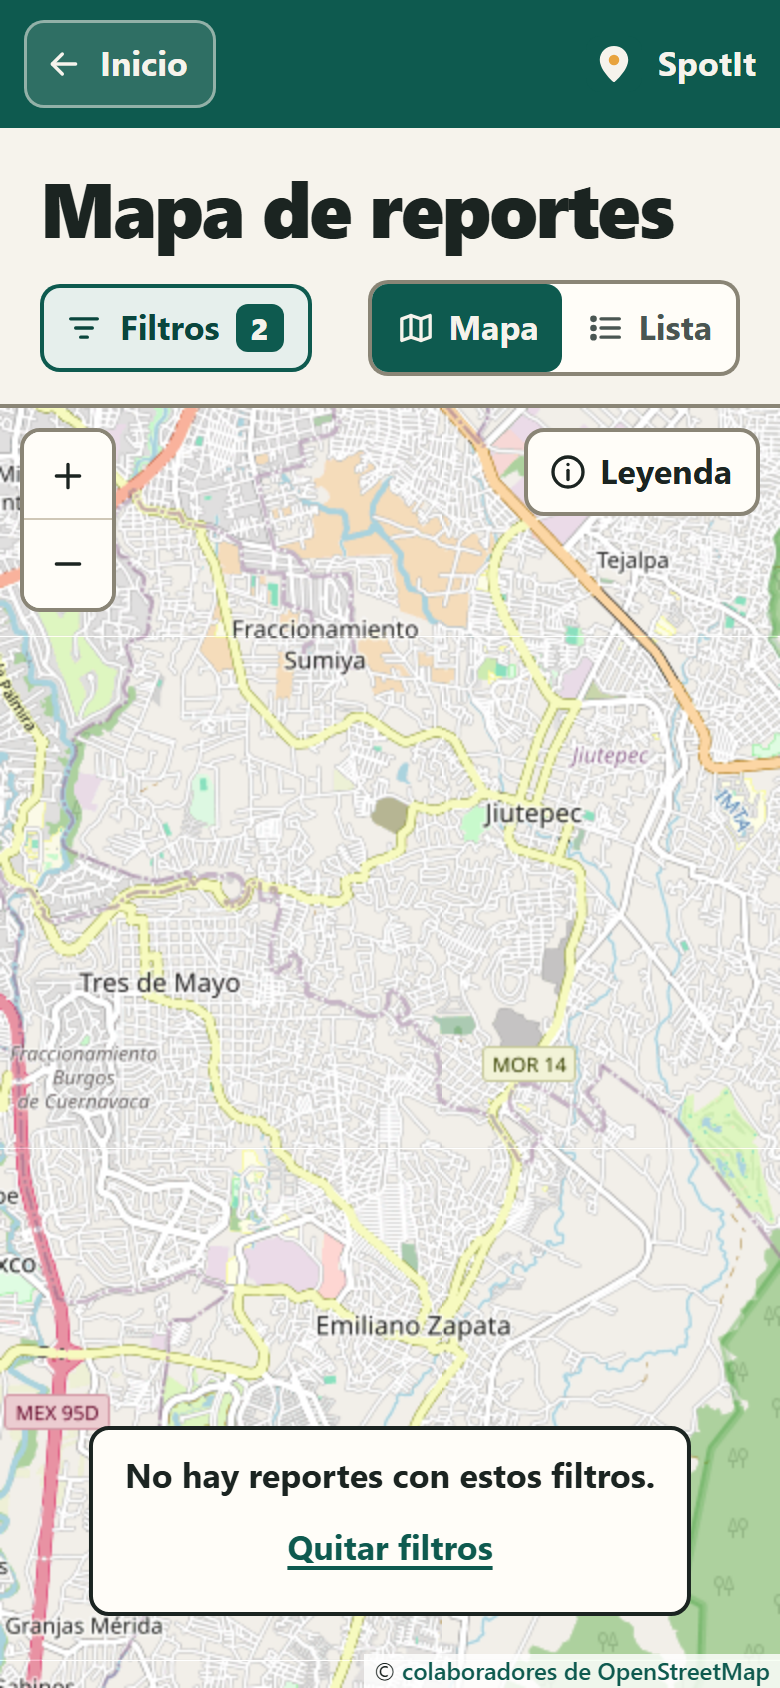 Inicio
SpotIt
Mapa de reportes
Filtros 2
Mapa
Lista
+
Leyenda
−
Tejalpa
Fraccionamiento
Sumiya
Palmira
Jiutepec
IMTA
Jiutepec
Tres de Mayo
Fraccionamiento
Burgos
de Cuernavaca
MOR 14
Emiliano Zapata
MEX 95D
No hay reportes con estos filtros.
Quitar filtros
Granjas Mérida
© colaboradores de OpenStreetMap